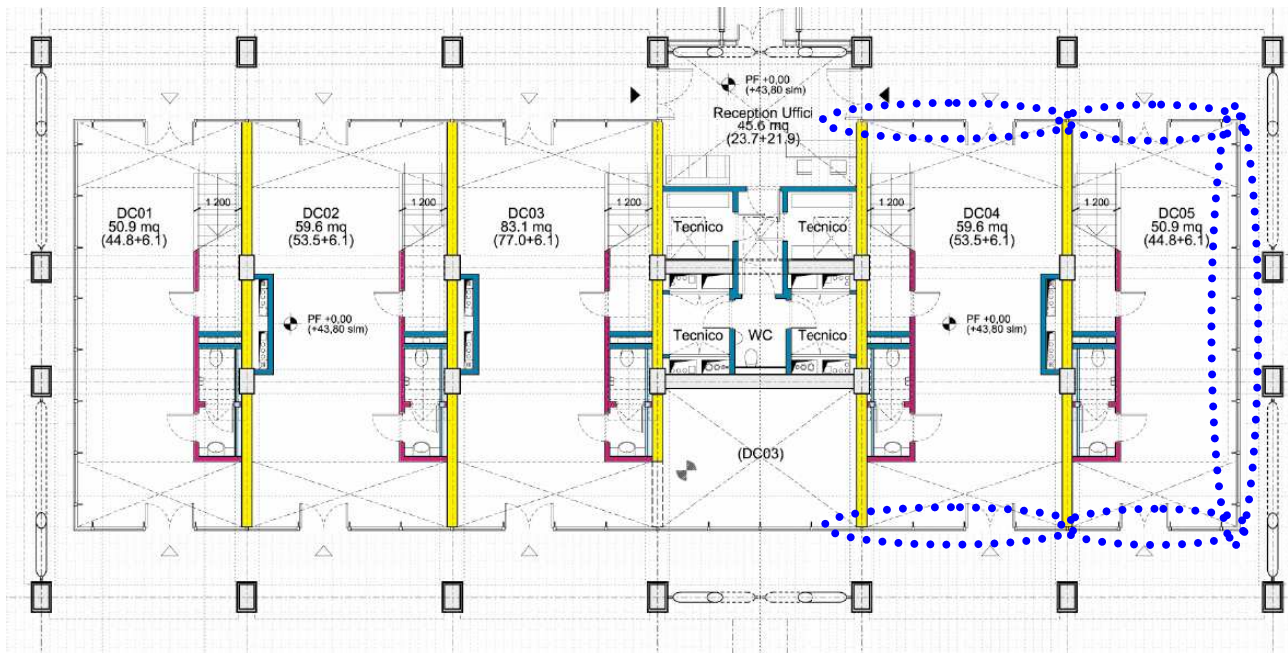 PF +0,00
(+43,80 slm)
Reception Uffici
45.6 mq
(23.7+21.9)
DC01
50.9 mq
(44.8+6.1)
1 200
DC02
59.6 mq
(53.5+6.1)
1 200
DC03
83.1 mq
(77.0+6.1)
1 200
Tecnico
Tecnico
1 200
DC04
59.6 mq
(53.5+6.1)
1 200
DC05
50.9 mq
(44.8+6.1)
PF +0,00
(+43,80 slm)
Tecnico
WC
Tecnico
PF +0,00
(+43,80 slm)
(DC03)